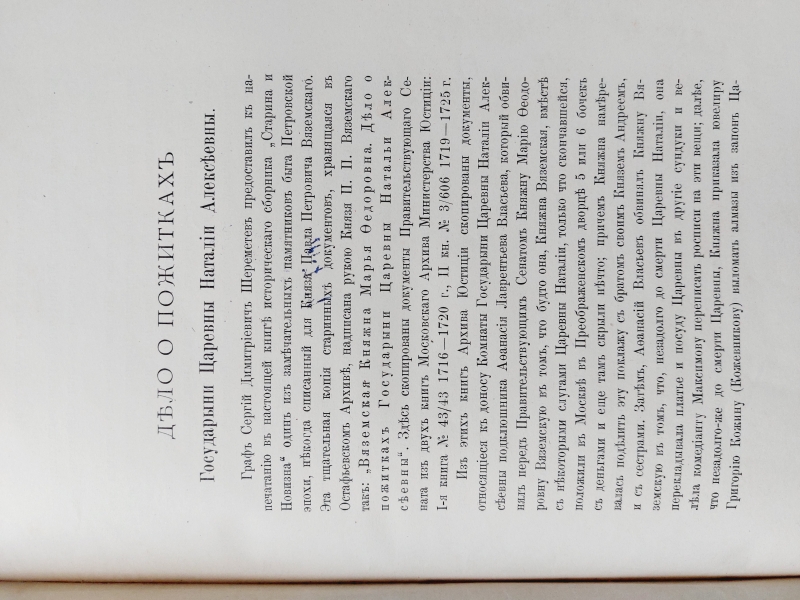 ДѢЛО О ПОЖИТКАХЪ
Государыни Царевны Наталіи Алексѣевны.
Графъ Сергій Димитріевичъ Шереметевъ предоставилъ къ на-
печатанію въ настоящей книгѣ историческаго сборника „Старина и
Новизна“ одинъ изъ замѣчательныхъ памятниковъ быта Петровской
эпохи, нѣкогда списанный для Князя Павла Петровича Вяземскаго.
Эта тщательная копія старинныхъ документовъ, хранящаяся въ
Остафьевскомъ Архивѣ, надписана рукою Князя П. П. Вяземскаго
такъ: „Вяземская Княжна Марья Ѳедоровна. Дѣло о
пожиткахъ Государыни Царевны Натальи Алек-
сѣевны“. Здѣсь скопированы документы Правительствующаго Се-
ната изъ двухъ книгъ Московскаго Архива Министерства Юстиціи:
I-я книга № 43/43 1716—1720 г., II кн. № 3/606 1719—1725 г.
Изъ этихъ книгъ Архива Юстиціи скопированы документы,
относящіеся къ доносу Комнаты Государыни Царевны Наталіи Алек-
сѣевны подключника Аѳанасія Лаврентьева Власьева, который обви-
нялъ передъ Правительствующимъ Сенатомъ Княжну Марію Ѳеодо-
ровну Вяземскую въ томъ, что будто она, Княжна Вяземская, вмѣстѣ
съ нѣкоторыми слугами Царевны Наталіи, только что скончавшейся,
положили въ Москвѣ въ Преображенскомъ дворцѣ 5 или 6 бочекъ
съ деньгами и еще тамъ скрыли нѣчто; причемъ Княжна намѣре-
валась подѣлить эту поклажу съ братомъ своимъ Княземъ Андреемъ,
и съ сестрами. Затѣмъ, Аѳанасій Власьевъ обвинялъ Княжну Вя-
земскую въ томъ, что, незадолго до смерти Царевны Наталіи, она
перекладывала платье и посуду Царевны въ другіе сундуки и ве-
лѣла комедіанту Максимову переписать росписи на эти вещи; далѣе,
что незадолго-же до смерти Царевны, Княжна приказала ювелиру
Григорію Кожину (Кожевникову) выломать алмазы изъ запонъ Ца-